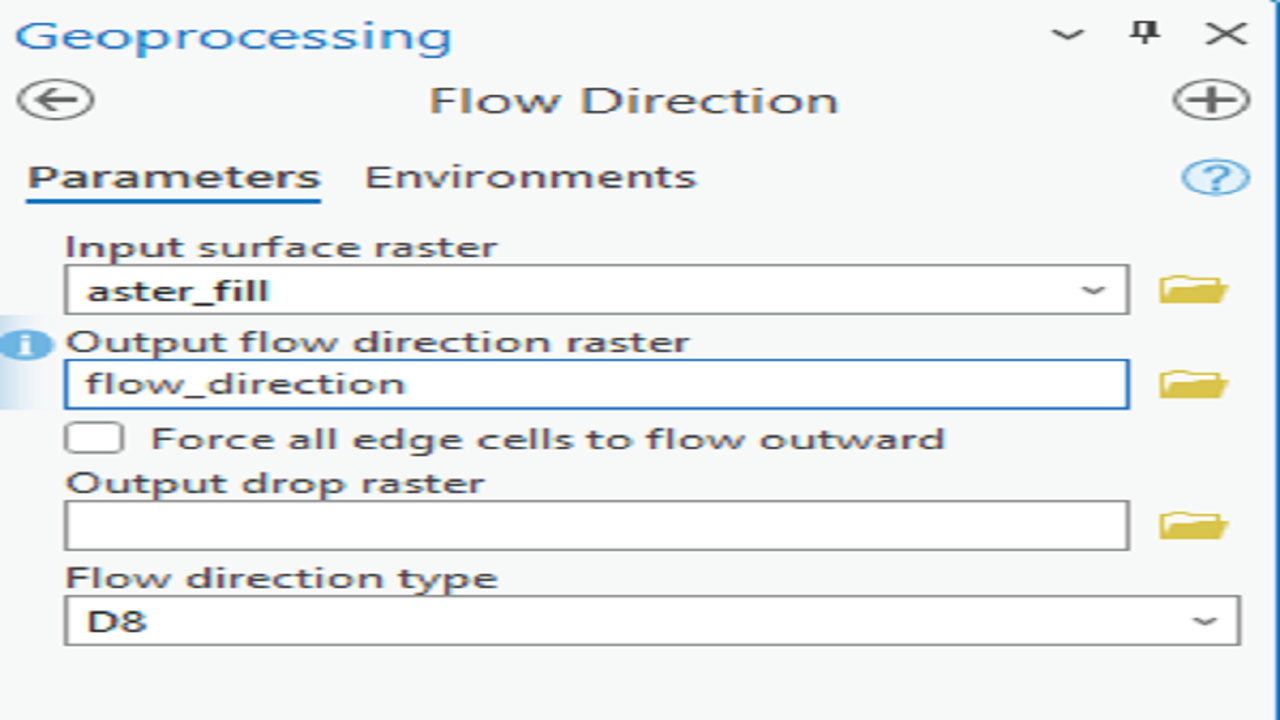 Geoprocessing
Flow Direction
Parameters Environments
Input surface raster
aster_fill
Output flow direction raster
flow_direction
Force all edge cells to flow outward
Output drop raster
Flow direction type
D8